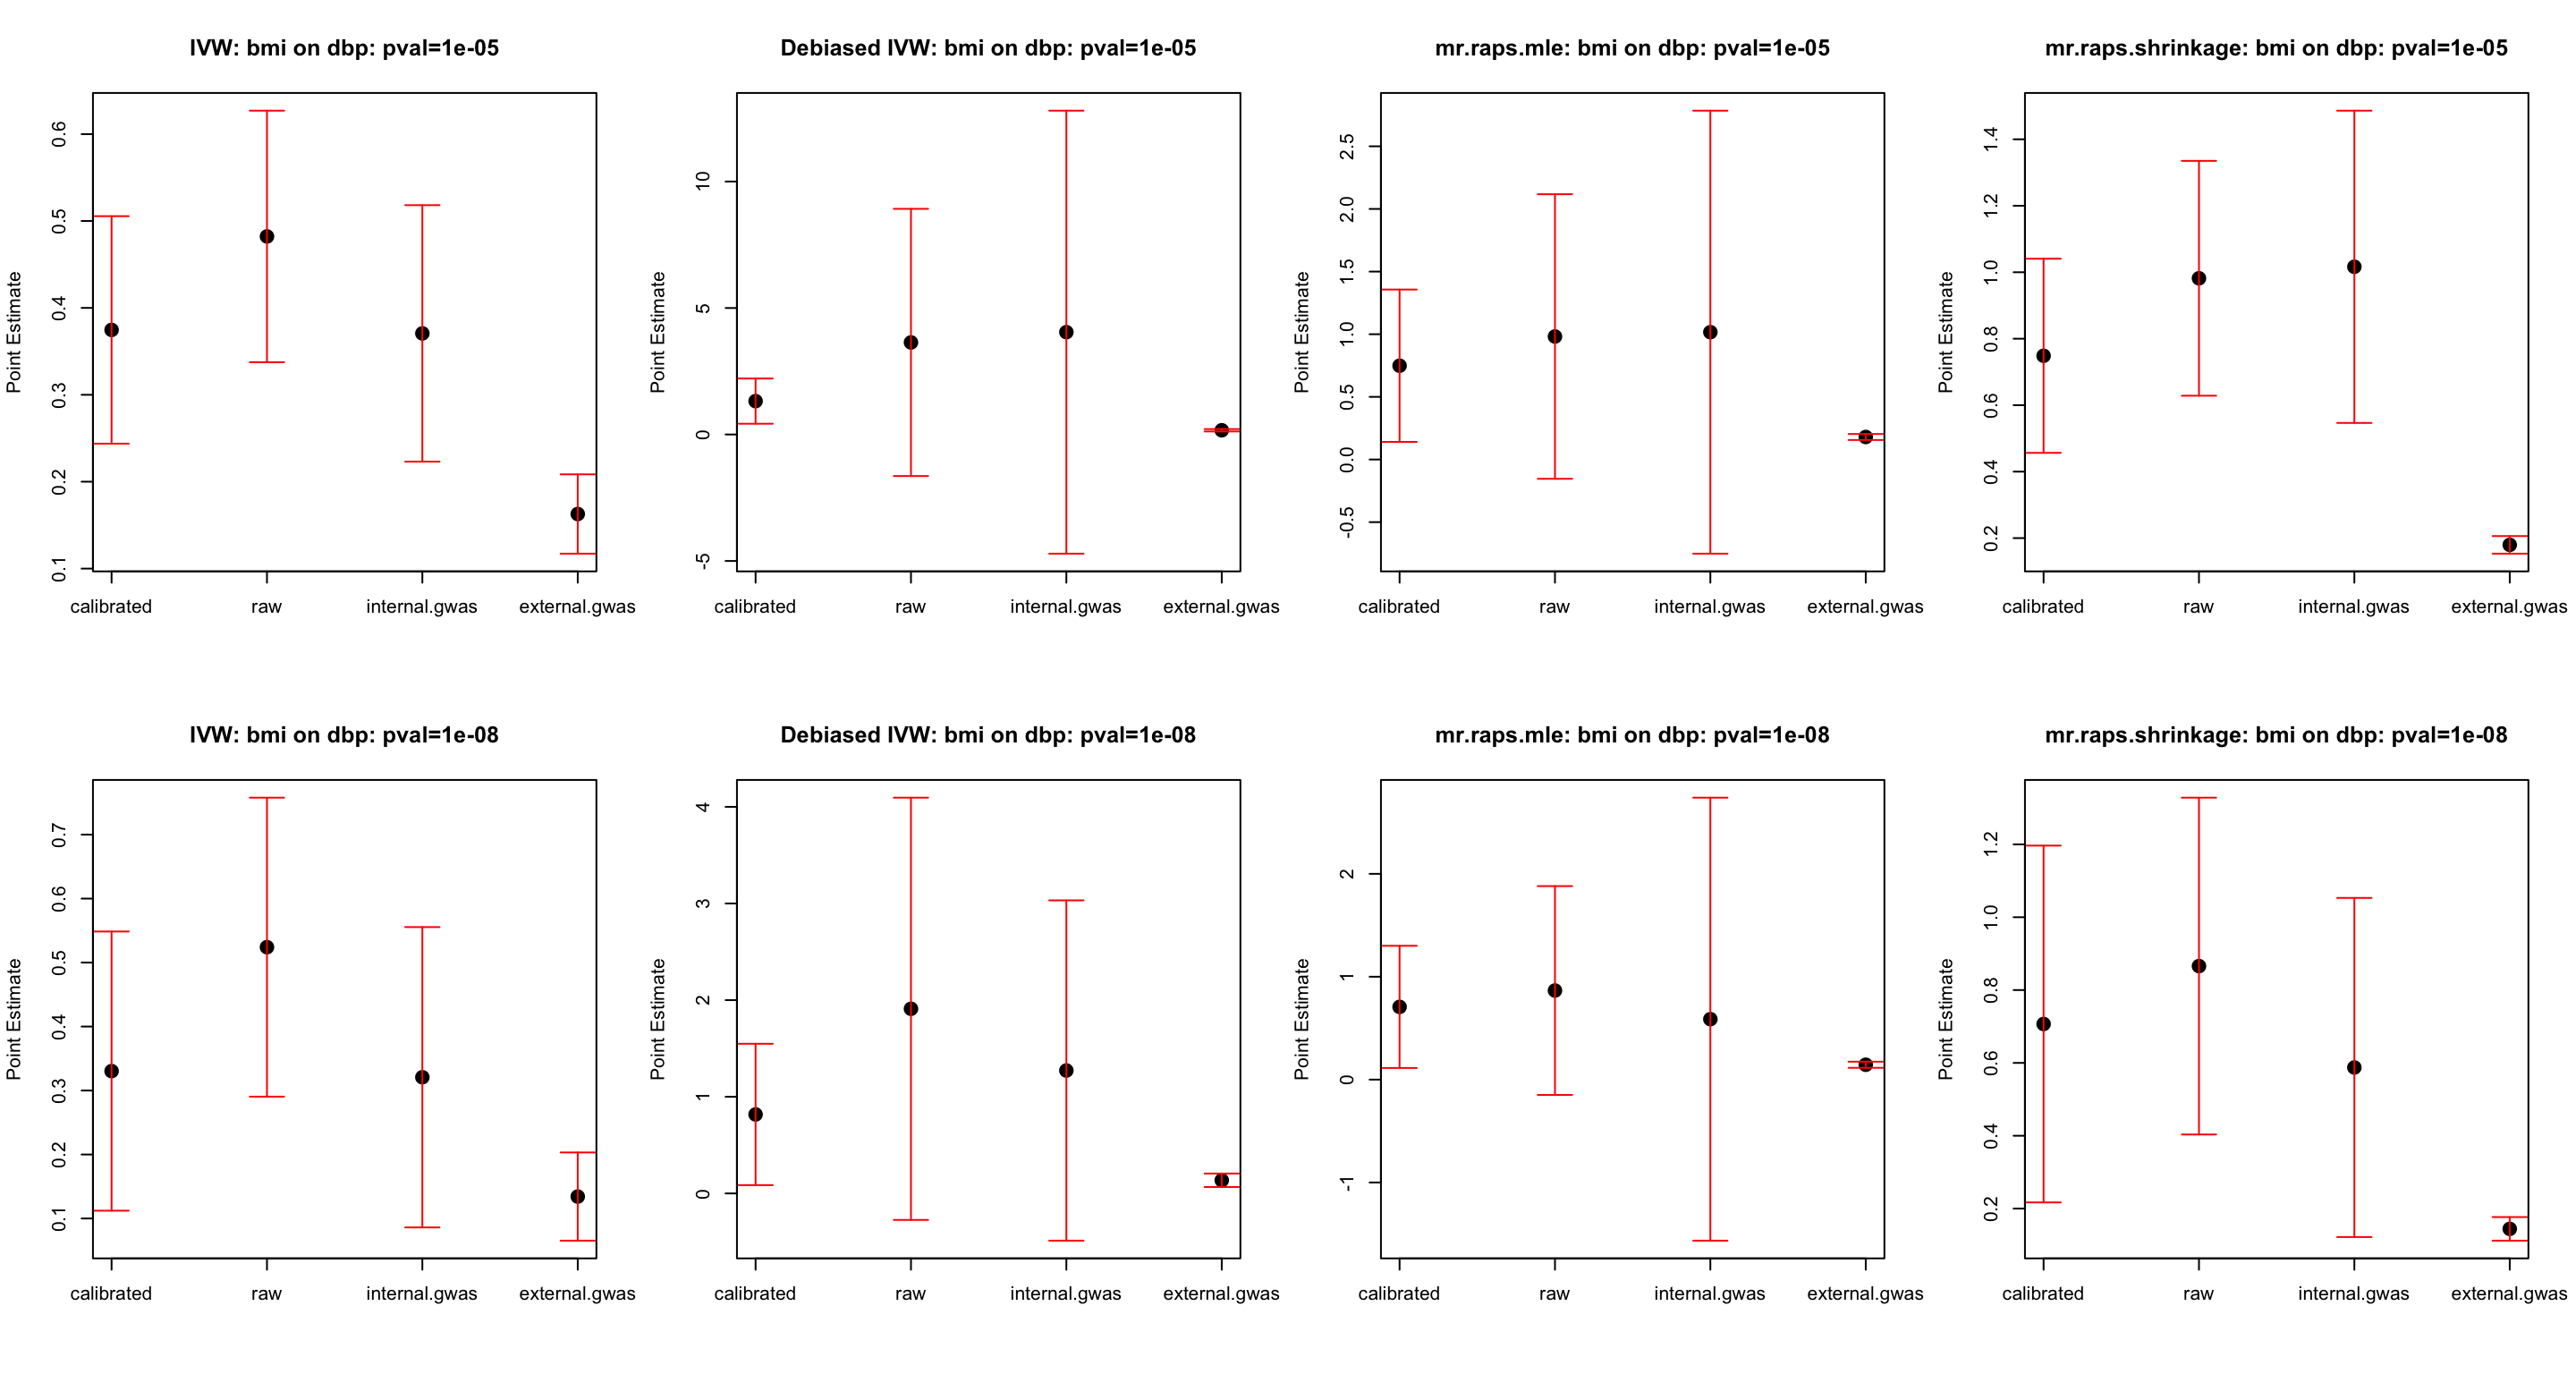 IVW: bmi on dbp: pval=1e-05
Point Estimate
0.6
0.5
0.4
0.3
0.2
0.1
calibrated raw internal.gwas external.gwas
Debiased IVW: bmi on dbp: pval=1e-05
Point Estimate
10
5
0
-5
calibrated raw internal.gwas external.gwas
mr.raps.mle: bmi on dbp: pval=1e-05
Point Estimate
2.5
2.0
1.5
1.0
0.5
0.0
-0.5
calibrated raw internal.gwas external.gwas
mr.raps.shrinkage: bmi on dbp: pval=1e-05
Point Estimate
1.4
1.2
1.0
0.8
0.6
0.4
0.2
calibrated raw internal.gwas external.gwas
IVW: bmi on dbp: pval=1e-08
Point Estimate
0.7
0.6
0.5
0.4
0.3
0.2
0.1
calibrated raw internal.gwas external.gwas
Debiased IVW: bmi on dbp: pval=1e-08
Point Estimate
4
3
2
1
0
calibrated raw internal.gwas external.gwas
mr.raps.mle: bmi on dbp: pval=1e-08
Point Estimate
2
1
0
-1
calibrated raw internal.gwas external.gwas
mr.raps.shrinkage: bmi on dbp: pval=1e-08
Point Estimate
1.2
1.0
0.8
0.6
0.4
0.2
calibrated raw internal.gwas external.gwas